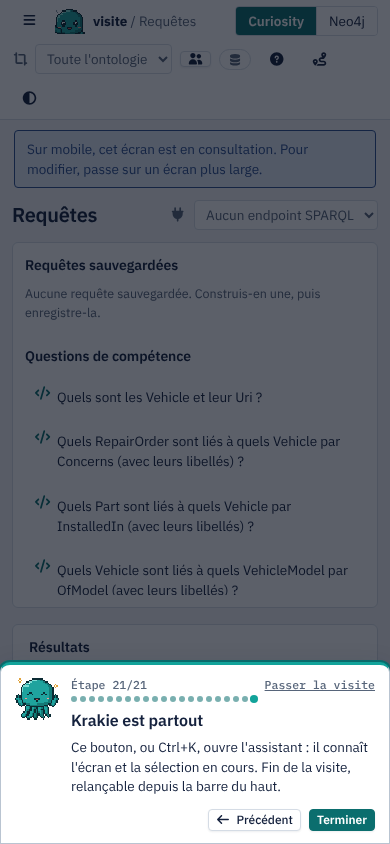 visite / Requêtes
Curiosity
Neo4j
Toute l'ontologie
Sur mobile, cet écran est en consultation. Pour
modifier, passe sur un écran plus large.
Requêtes
Aucun endpoint SPARQL
Requêtes sauvegardées
Aucune requête sauvegardée. Construis-en une, puis
enregistre-la.
Questions de compétence
Quels sont les Vehicle et leur Uri ?
Quels RepairOrder sont liés à quels Vehicle par
Concerns (avec leurs libellés) ?
Quels Part sont liés à quels Vehicle par
InstalledIn (avec leurs libellés) ?
Quels Vehicle sont liés à quels VehicleModel par
OfModel (avec leurs libellés) ?
Résultats
Étape 21/21
Passer la visite
Krakie est partout
Ce bouton, ou Ctrl+K, ouvre l'assistant : il connaît
l'écran et la sélection en cours. Fin de la visite,
relançable depuis la barre du haut.
← Précédent
Terminer